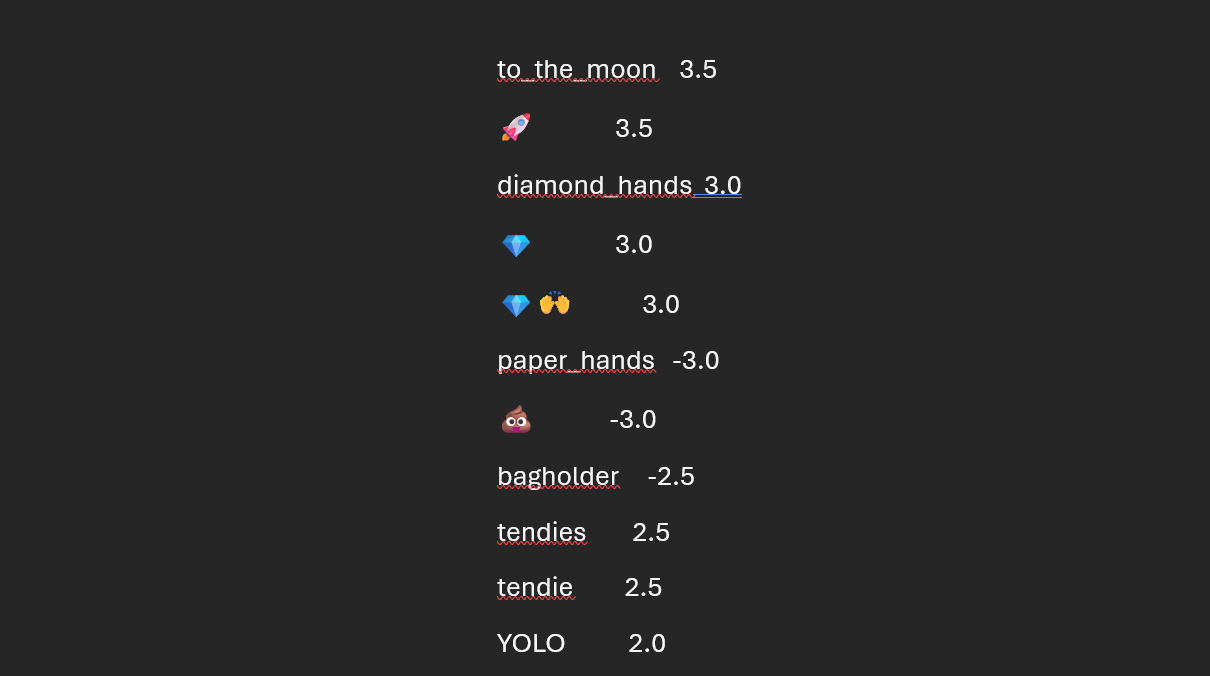 to_the_moon 3.5
🚀 3.5
diamond_hands 3.0
💎 3.0
💎 🙌 3.0
paper_hands -3.0
💩 -3.0
bagholder -2.5
tendies 2.5
tendie 2.5
YOLO 2.0